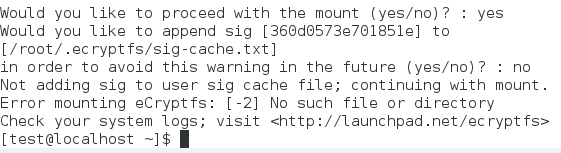 Would you like to proceed with the mount (yes/no)? : yes
Would you like to append sig [360d0573e701851e] to
[/root/.ecryptfs/sig-cache.txt]
in order to avoid this warning in the future (yes/no)? : no
Not adding sig to user sig cache file; continuing with mount.
Error mounting eCryptfs: [-2] No such file or directory
Check your system logs; visit <http://launchpad.net/ecryptfs>
[test@localhost ~]$